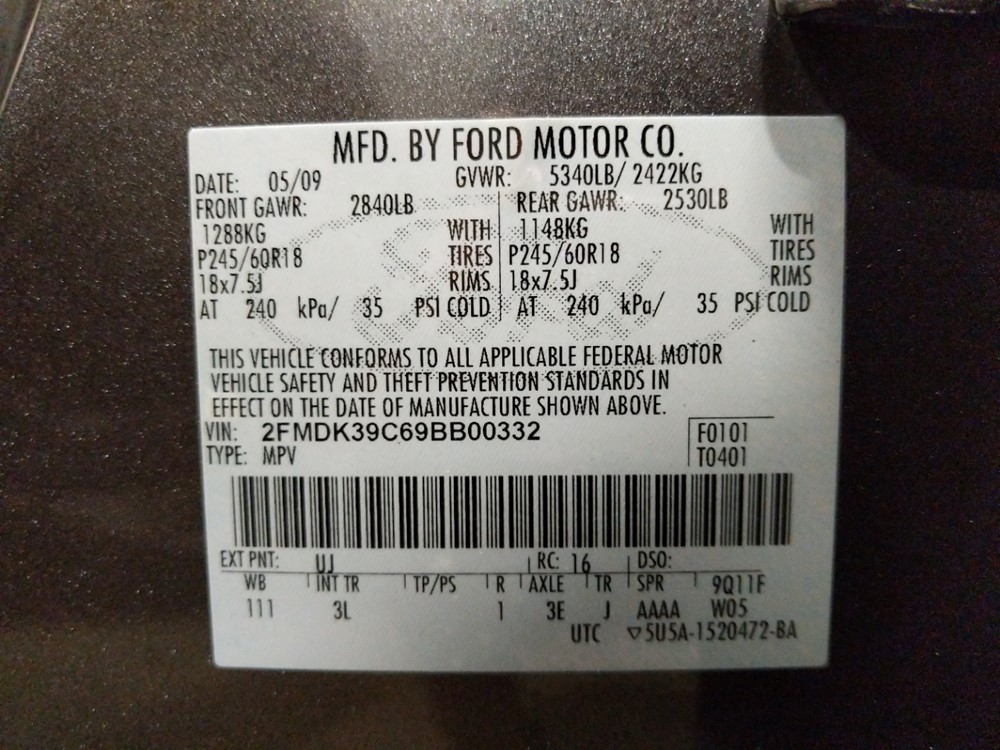 MFD. BY FORD MOTOR CO.
DATE: 05/09 GVWR: 5340LB/ 2422KG
FRONT GAWR: 2840LB REAR GAWR: 2530LB
1288KG WITH 1148KG WITH
P245/60R18 TIRES P245/60R18 TIRES
18x7.5J RIMS 18x7.5J RIMS
AT 240 kPa/ 35 PSI COLD AT 240 kPa/ 35 PSI COLD
THIS VEHICLE CONFORMS TO ALL APPLICABLE FEDERAL MOTOR
VEHICLE SAFETY AND THEFT PREVENTION STANDARDS IN
EFFECT ON THE DATE OF MANUFACTURE SHOWN ABOVE.
VIN: 2FMDK39C69BB00332 F0101
TYPE: MPV T0401
EXT PNT: UJ RC: 16 DSO:
WB INT TR TP/PS R AXLE TR SPR 9Q11F
111 3L 1 3E J AAAA W05
UTC ▽5U5A-1520472-BA